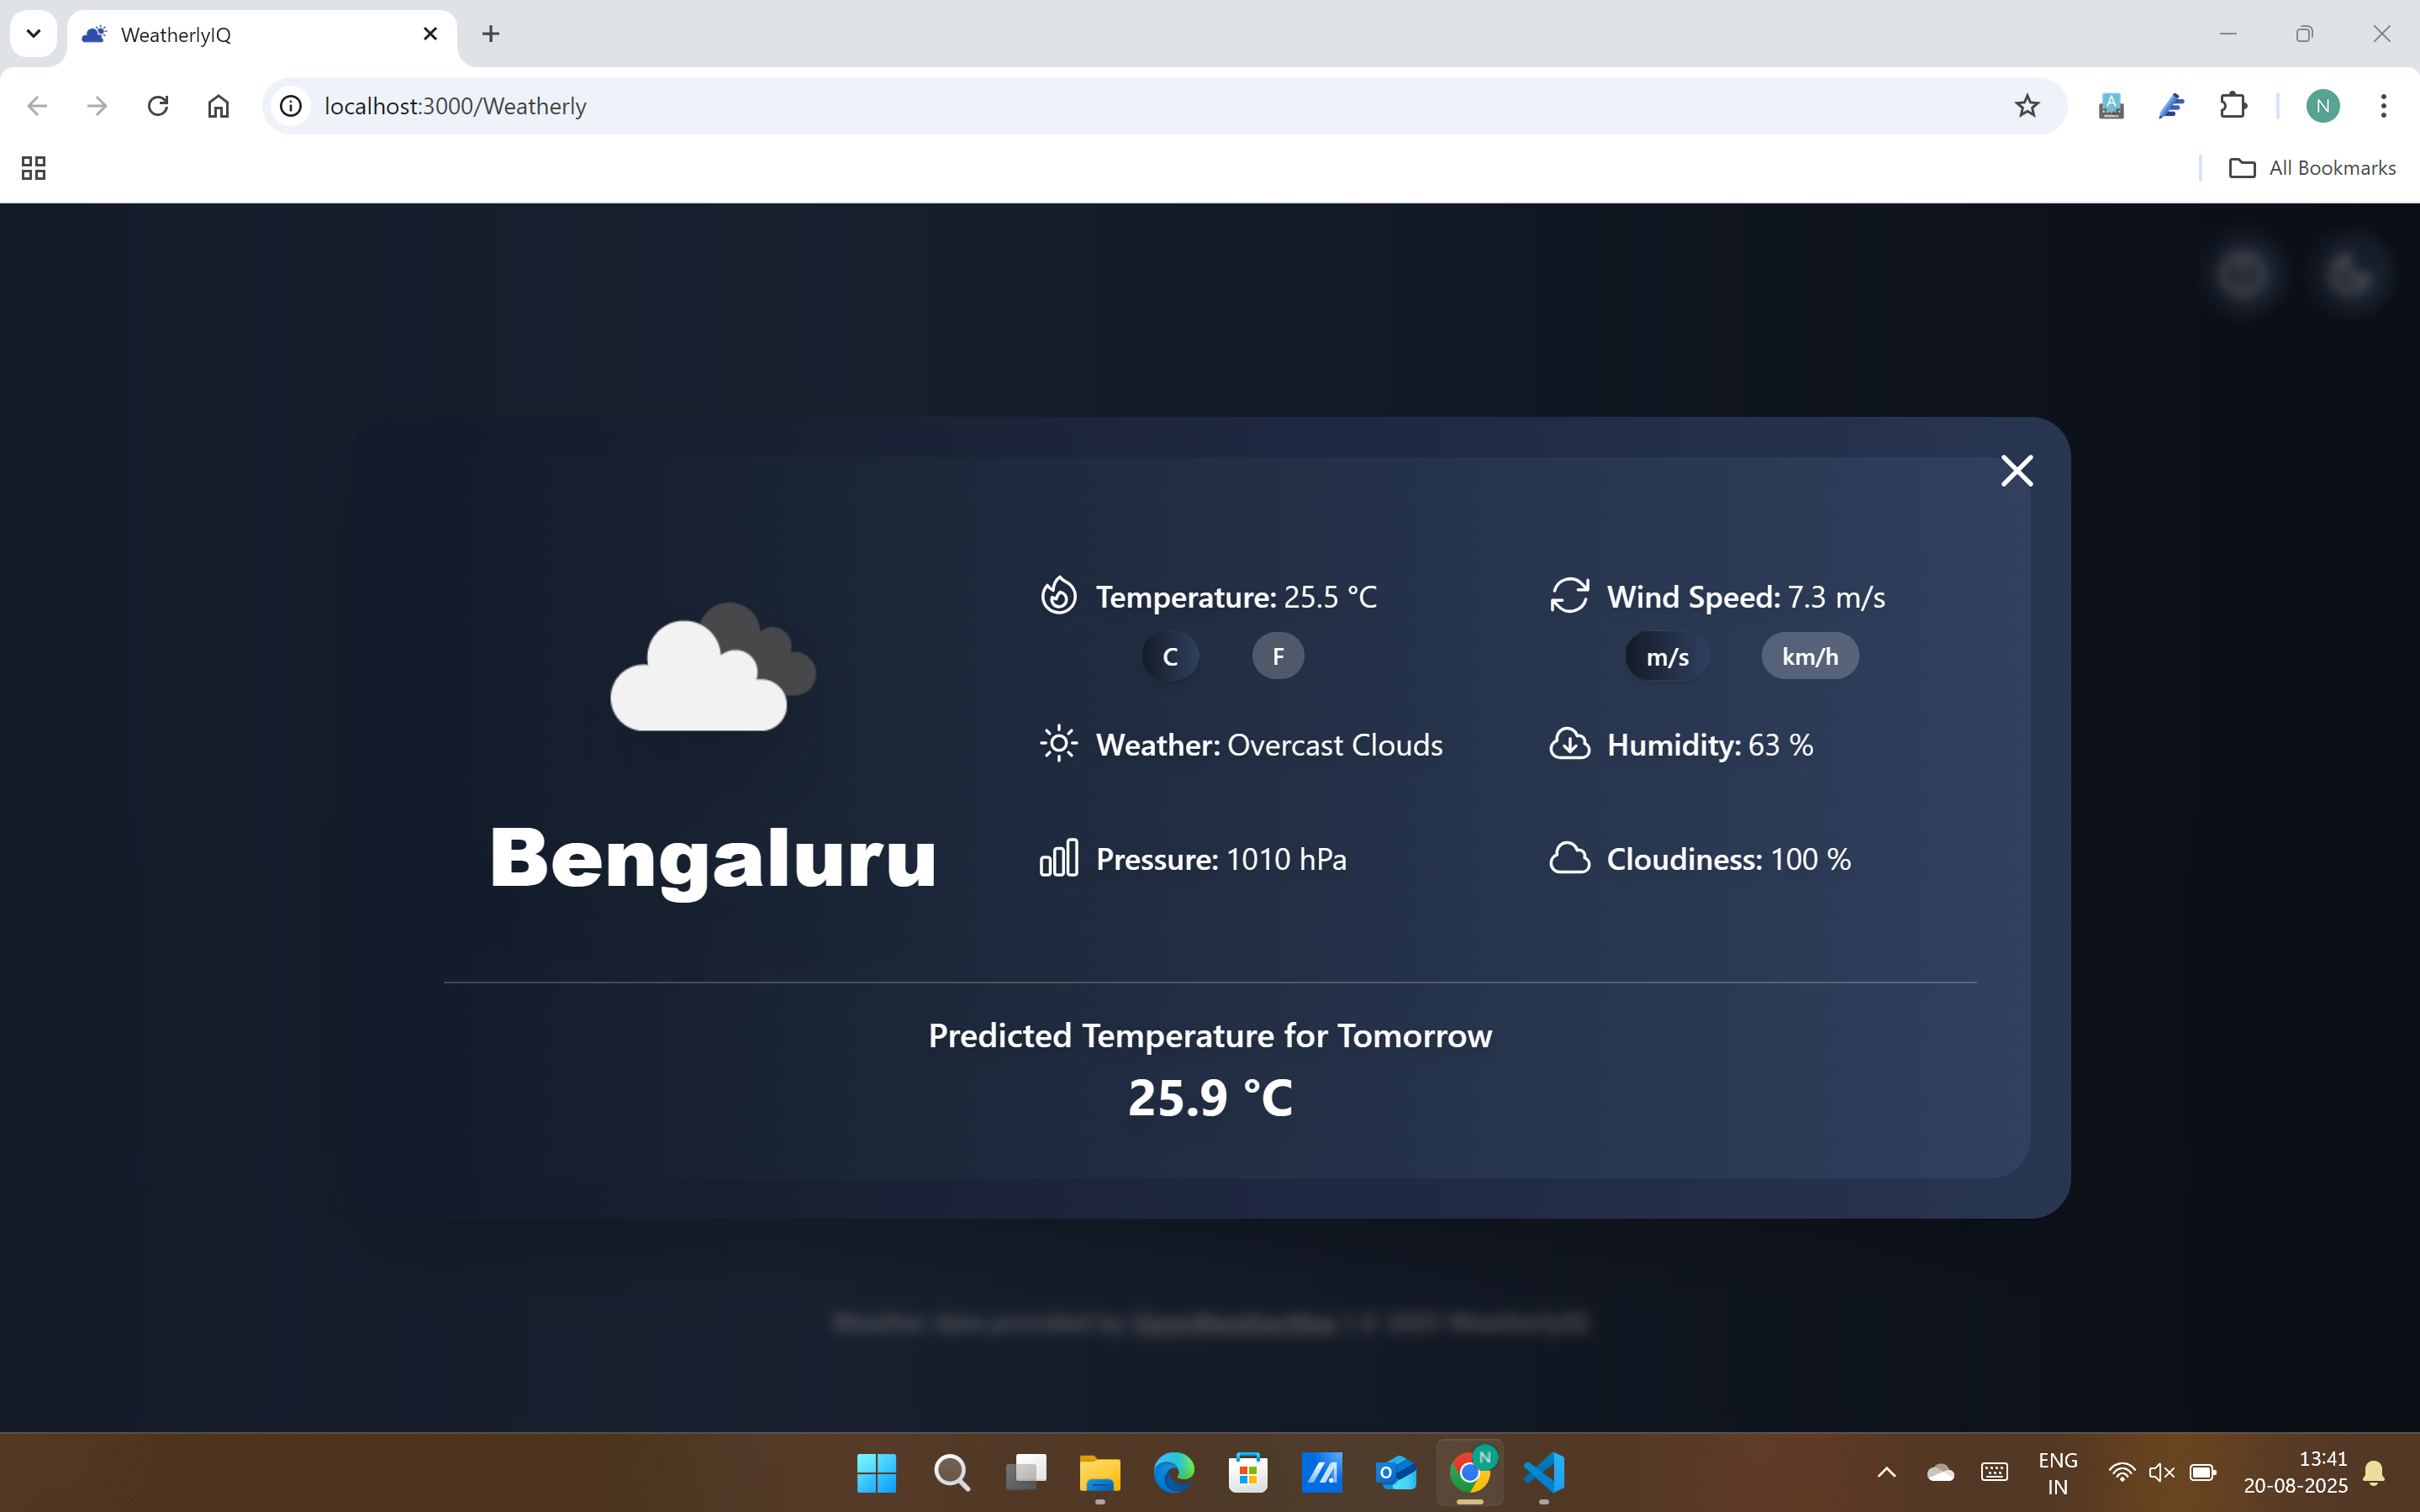 WeatherlyIQ
localhost:3000/Weatherly
N
All Bookmarks
Temperature: 25.5 °C
Wind Speed: 7.3 m/s
C
F
m/s
km/h
Weather: Overcast Clouds
Humidity: 63 %
Bengaluru
Pressure: 1010 hPa
Cloudiness: 100 %
Predicted Temperature for Tomorrow
25.9 °C
ENG
IN
13:41
20-08-2025